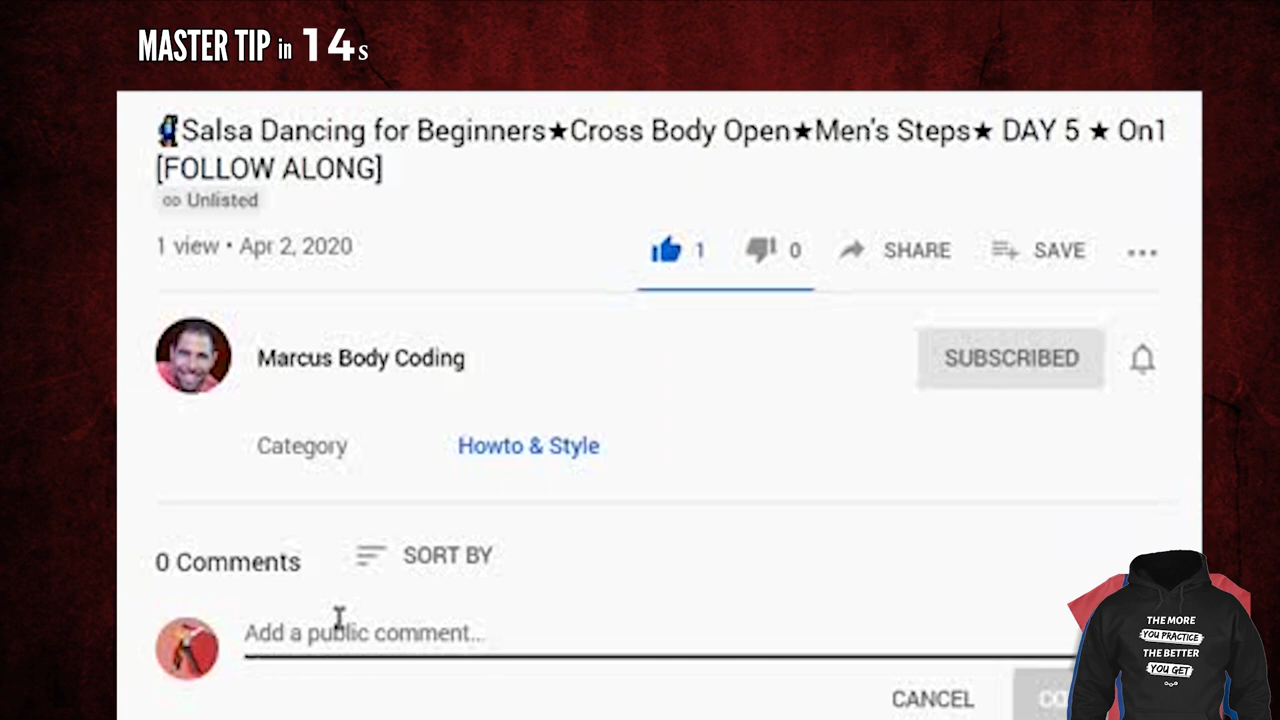 MASTER TIP in 14s
Salsa Dancing for Beginners★Cross Body Open★Men's Steps★ DAY 5 ★ On1
[FOLLOW ALONG]
Unlisted
1 view • Apr 2, 2020
1 0 SHARE SAVE
Marcus Body Coding
SUBSCRIBED
Category Howto & Style
0 Comments SORT BY
Add a public comment...
CANCEL
THE MORE
YOU PRACTICE
THE BETTER
YOU GET